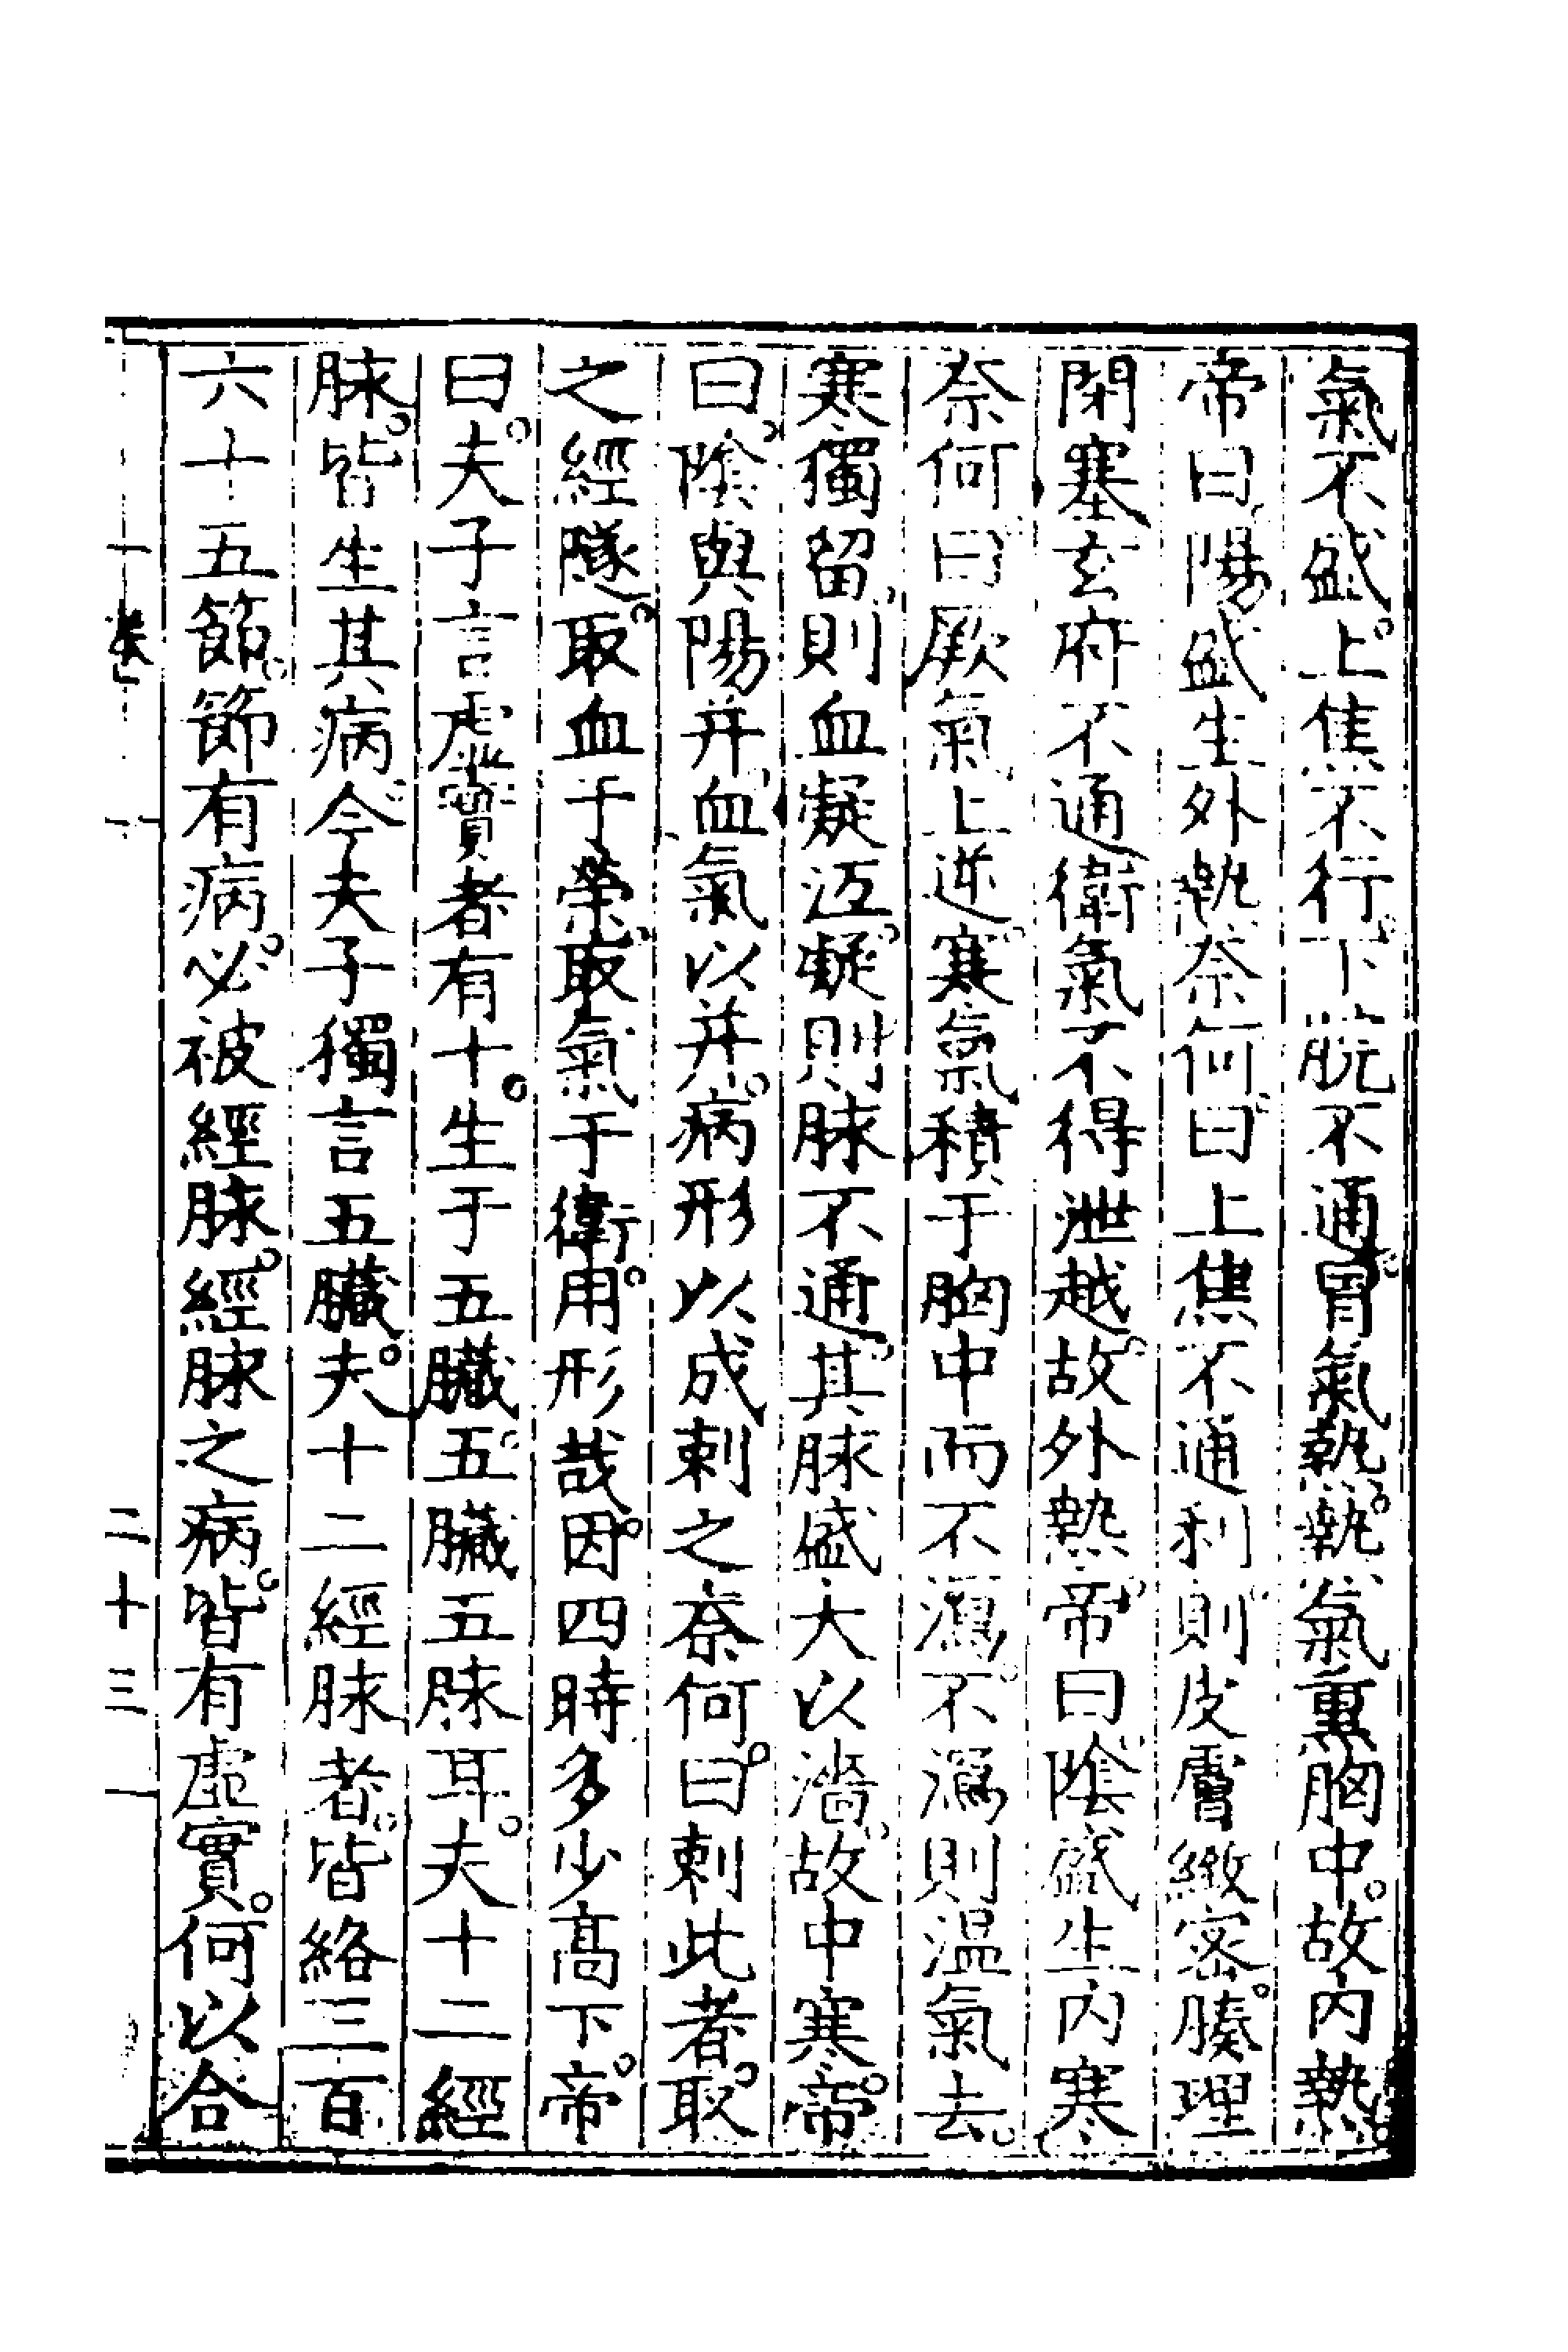 氣不盛。上焦不行。下脘不通。胃氣熱。熱氣熏胸中。故內熱。
帝曰。陽盛生外熱奈何。曰。上焦不通利。則皮膚緻密。腠理
閉塞。玄府不通。衛氣不得泄越。故外熱。帝曰。陰盛生內寒
奈何。曰。厥氣上逆。寒氣積于胸中而不瀉。不瀉則溫氣去。
寒獨留。則血凝沍。凝則脉不通。其脉盛大以濇。故中寒。帝
曰。陰與陽并。血氣以并。病形以成。刺之奈何。曰。刺此者。取
之經隧。取血于榮。取氣于衛。用形哉。因四時多少高下。帝
曰。夫子言虛實者有十。生于五臟。五臟五脉耳。夫十二經
脉。皆生其病。今夫子獨言五臟。夫十二經脉者。皆絡三百
六十五節。節有病。必被經脉。經脉之病。皆有虛實。何以合
卷 二十三